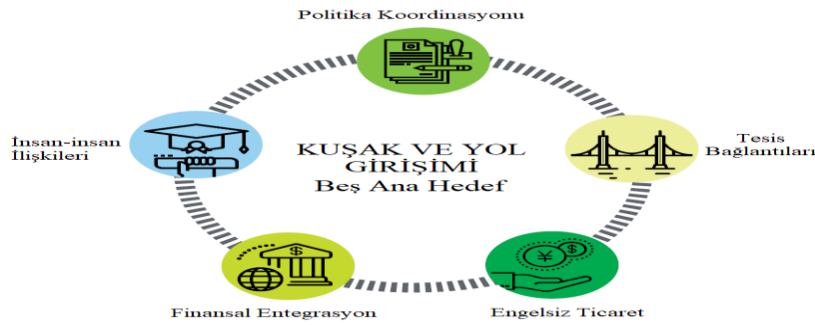 Politika Koordinasyonu
İnsan-insan
İlişkileri
KUŞAK VE YOL
GİRİŞİMİ
Beş Ana Hedef
Tesis
Bağlantıları
$
¥
$
Finansal Entegrasyon
Engelsiz Ticaret